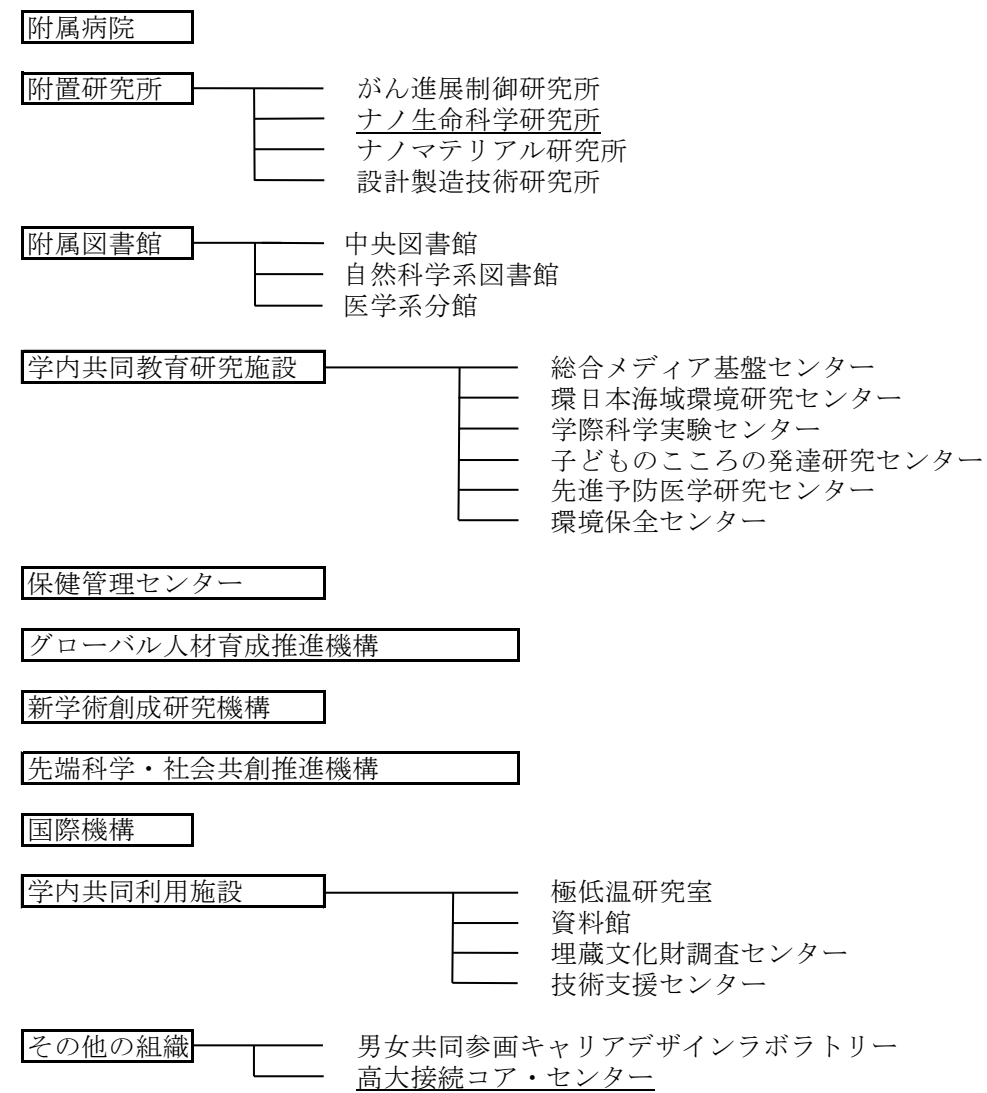 附属病院
附置研究所 がん進展制御研究所
ナノ生命科学研究所
ナノマテリアル研究所
設計製造技術研究所
附属図書館 中央図書館
自然科学系図書館
医学系分館
学内共同教育研究施設 総合メディア基盤センター
環日本海域環境研究センター
学際科学実験センター
子どものこころの発達研究センター
先進予防医学研究センター
環境保全センター
保健管理センター
グローバル人材育成推進機構
新学術創成研究機構
先端科学・社会共創推進機構
国際機構
学内共同利用施設 極低温研究室
資料館
埋蔵文化財調査センター
技術支援センター
その他の組織 男女共同参画キャリアデザインラボラトリー
高大接続コア・センター